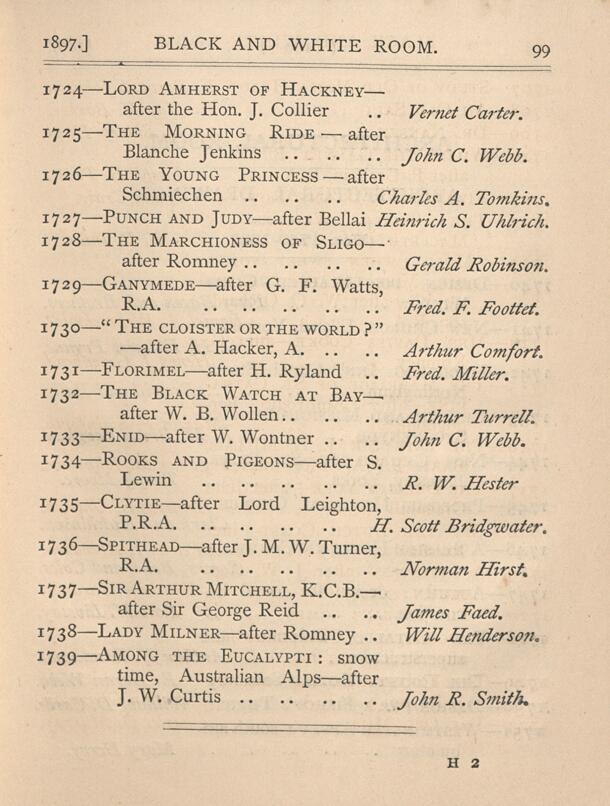 1897.] BLACK AND WHITE ROOM. 99
1724—LORD AMHERST OF HACKNEY—
after the Hon. J. Collier .. Vernet Carter.
1725—THE MORNING RIDE — after
Blanche Jenkins .. .. .. John C. Webb.
1726—THE YOUNG PRINCESS — after
Schmiechen .. .. .. Charles A. Tomkins.
1727—PUNCH AND JUDY—after Bellai Heinrich S. Uhlrich.
1728—THE MARCHIONESS OF SLIGO—
after Romney .. .. .. .. Gerald Robinson.
1729—GANYMEDE—after G. F. Watts,
R.A. .. .. .. .. .. Fred. F. Foottet.
1730—“THE CLOISTER OR THE WORLD?”
—after A. Hacker, A. .. .. Arthur Comfort.
1731—FLORIMEL—after H. Ryland .. Fred. Miller.
1732—THE BLACK WATCH AT BAY—
after W. B. Wollen .. .. .. Arthur Turrell.
1733—ENID—after W. Wontner .. .. John C. Webb.
1734—ROOKS AND PIGEONS—after S.
Lewin .. .. .. .. .. R. W. Hester
1735—CLYTIE—after Lord Leighton,
P.R.A. .. .. .. .. H. Scott Bridgwater.
1736—SPITHEAD—after J. M. W. Turner,
R.A. .. .. .. .. .. Norman Hirst.
1737—SIR ARTHUR MITCHELL, K.C.B.—
after Sir George Reid .. .. James Faed.
1738—LADY MILNER—after Romney .. Will Henderson.
1739—AMONG THE EUCALYPTI : snow
time, Australian Alps—after
J. W. Curtis .. .. .. .. John R. Smith.
H 2